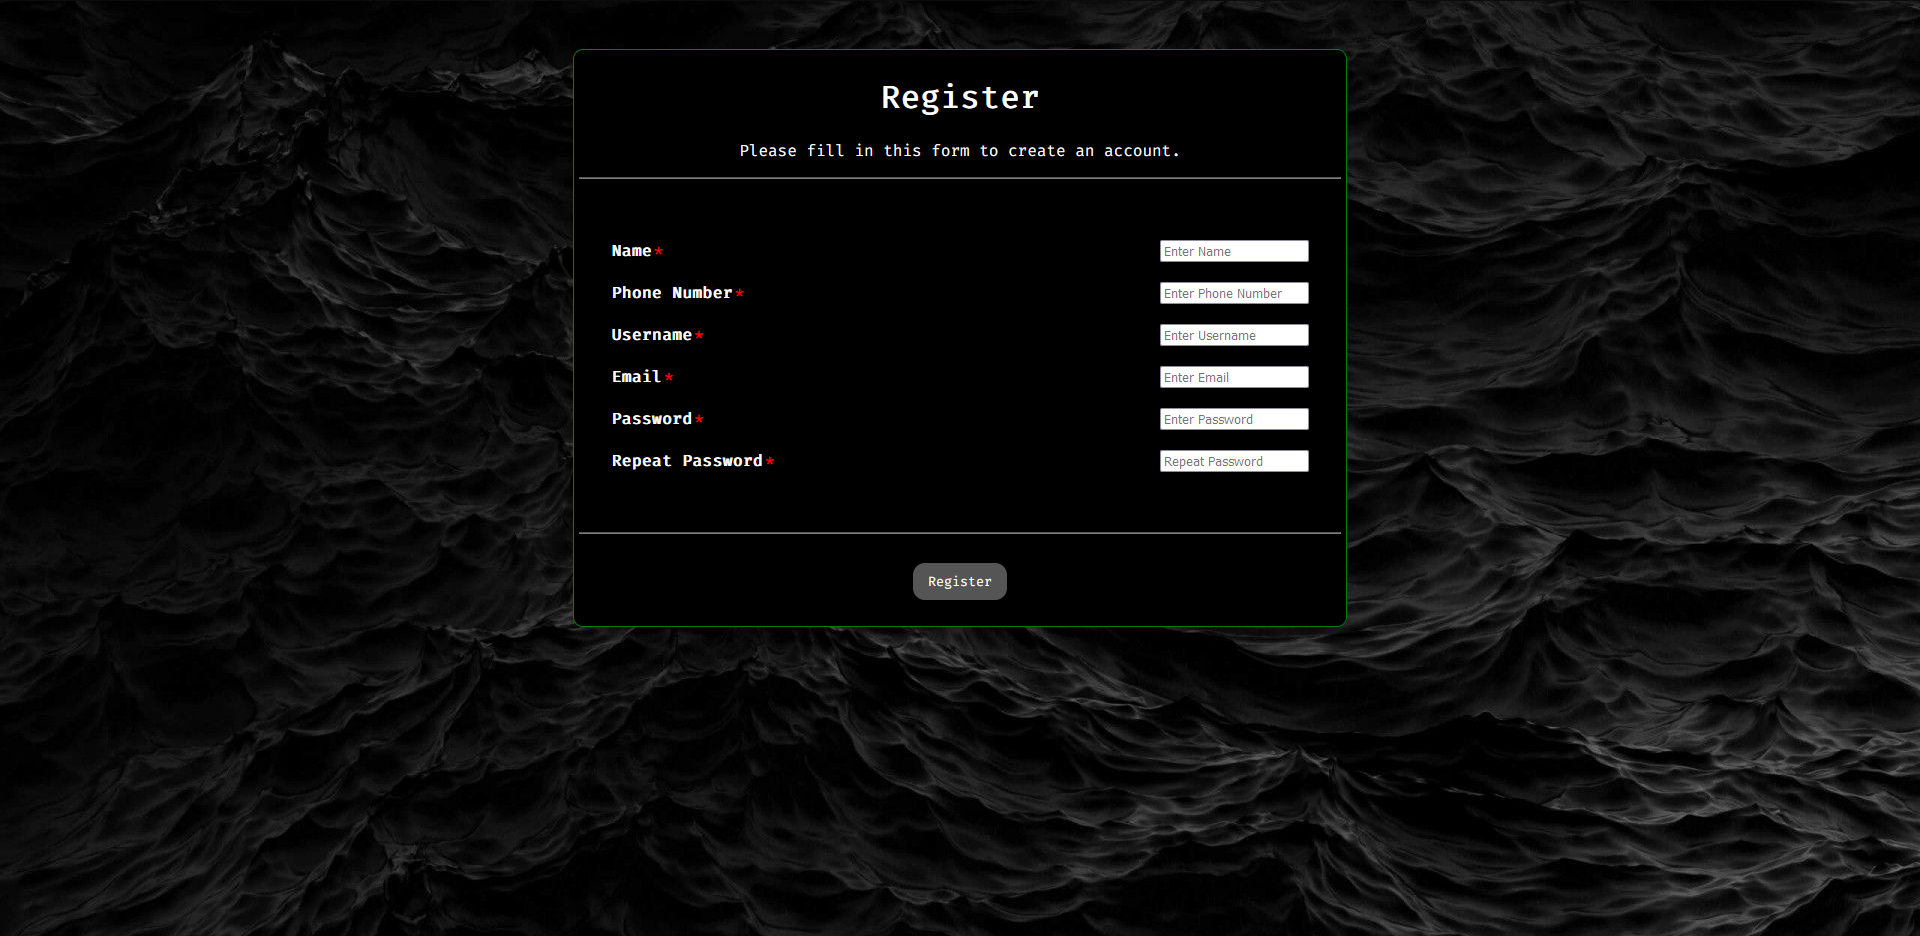 Register
Please fill in this form to create an account.
Name* Enter Name
Phone Number* Enter Phone Number
Username* Enter Username
Email* Enter Email
Password* Enter Password
Repeat Password* Repeat Password
Register